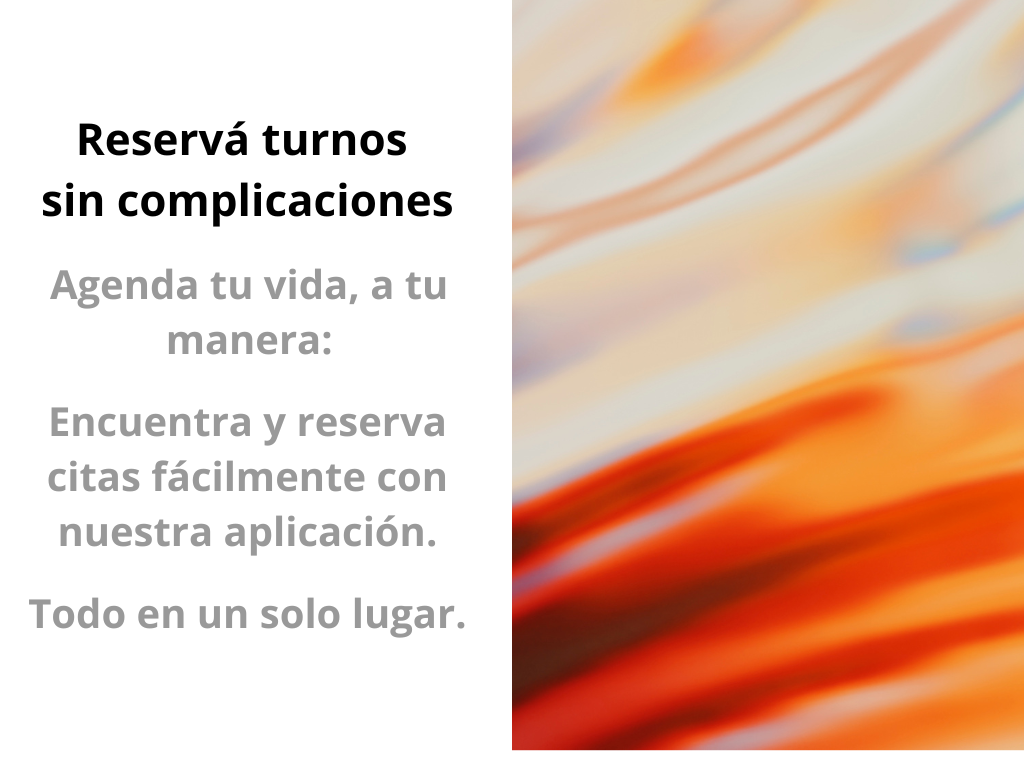 Reservá turnos
sin complicaciones
Agenda tu vida, a tu
manera:
Encuentra y reserva
citas fácilmente con
nuestra aplicación.
Todo en un solo lugar.